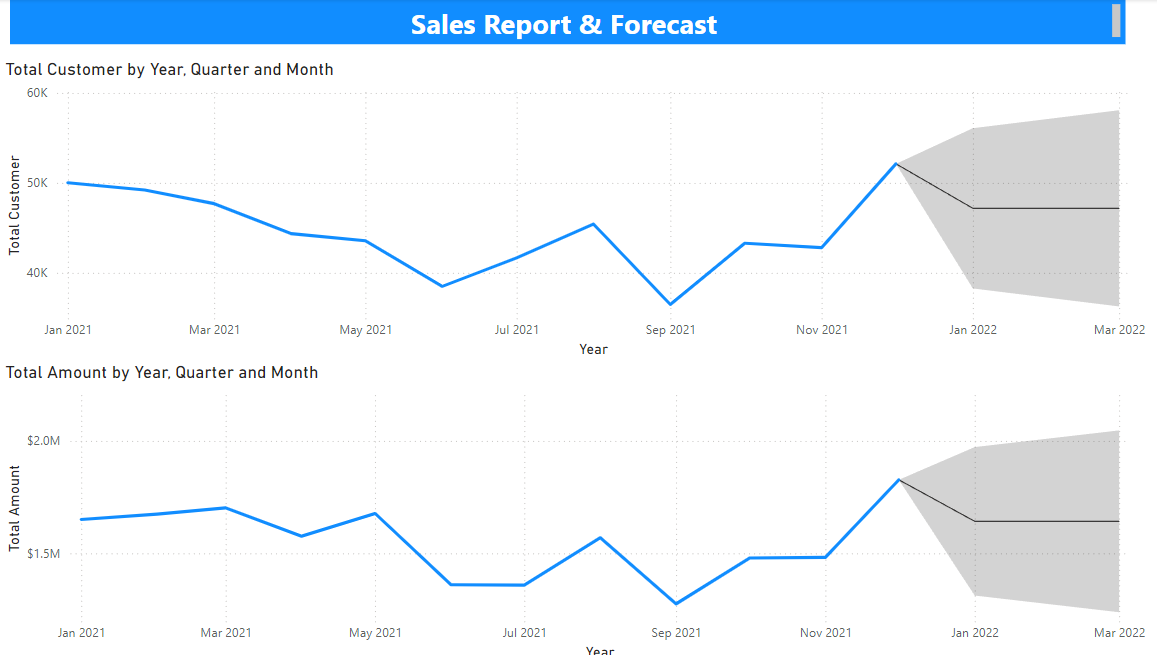 Sales Report & Forecast
Total Customer by Year, Quarter and Month
60K
50K
40K
Total Customer
Jan 2021 Mar 2021 May 2021 Jul 2021 Sep 2021 Nov 2021 Jan 2022 Mar 2022
Year
Total Amount by Year, Quarter and Month
$2.0M
$1.5M
Total Amount
Jan 2021 Mar 2021 May 2021 Jul 2021 Sep 2021 Nov 2021 Jan 2022 Mar 2022
Year